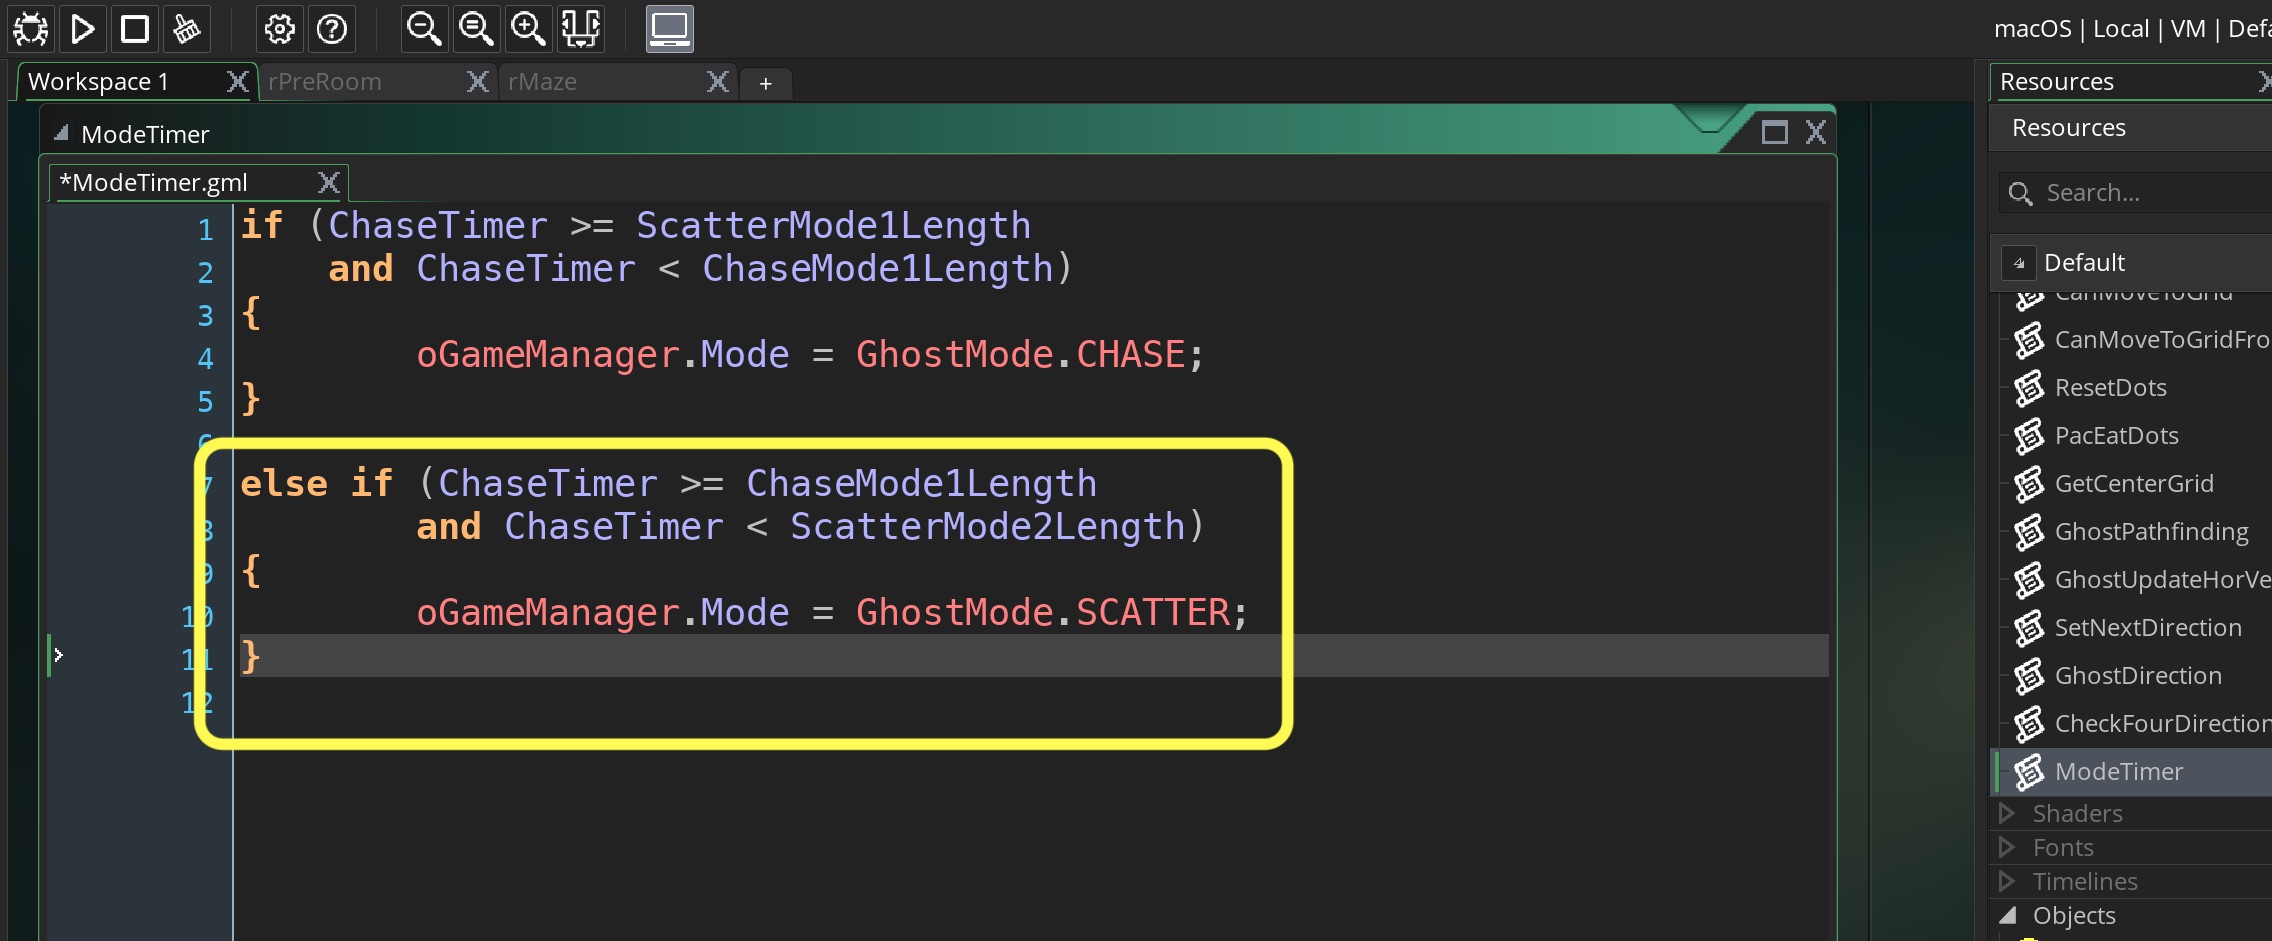 macOS | Local | VM |
Workspace 1
rPreRoom
rMaze
+
Resources
ModeTimer
Resources
*ModeTimer.gml
Search...
1 if (ChaseTimer >= ScatterMode1Length
2 and ChaseTimer < ChaseMode1Length)
3 {
4 oGameManager.Mode = GhostMode.CHASE;
5 }
6
7 else if (ChaseTimer >= ChaseMode1Length
8 and ChaseTimer < ScatterMode2Length)
9 {
10 oGameManager.Mode = GhostMode.SCATTER;
11 }
12
Default
CanMoveToGrid
CanMoveToGridFro
ResetDots
PacEatDots
GetCenterGrid
GhostPathfinding
GhostUpdateHorVe
SetNextDirection
GhostDirection
CheckFourDirection
ModeTimer
Shaders
Fonts
Timelines
Objects